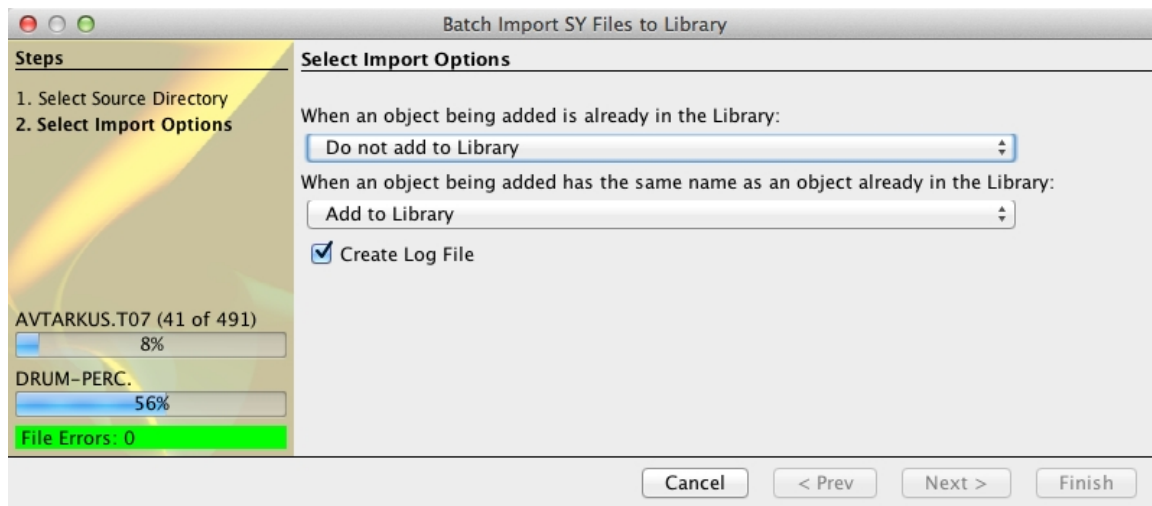 Batch Import SY Files to Library
Steps
1. Select Source Directory
2. Select Import Options
AVTARKUS.T07 (41 of 491)
8%
DRUM-PERC.
56%
File Errors: 0
Select Import Options
When an object being added is already in the Library:
Do not add to Library
When an object being added has the same name as an object already in the Library:
Add to Library
Create Log File
Cancel
< Prev
Next >
Finish